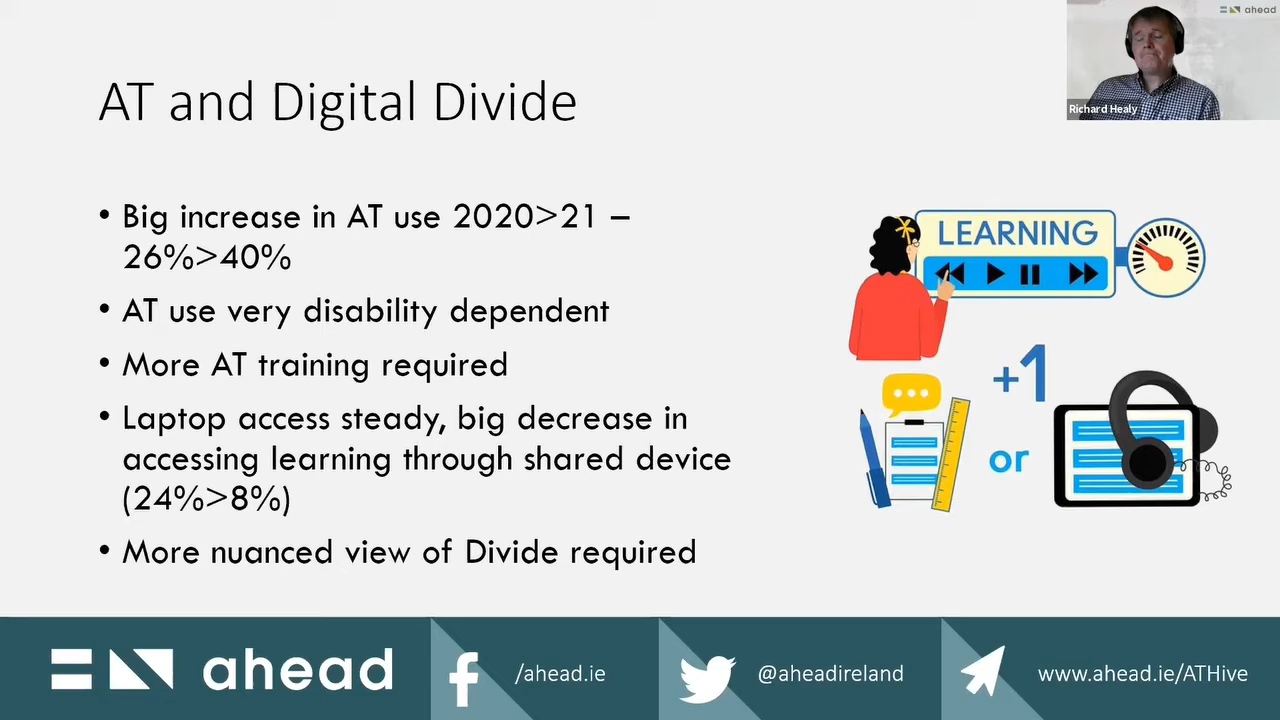 AT and Digital Divide
• Big increase in AT use 2020>21 –
26%>40%
• AT use very disability dependent
• More AT training required
• Laptop access steady, big decrease in
accessing learning through shared device
(24%>8%)
• More nuanced view of Divide required
ahead
Richard Healy
LEARNING
+1
or
ahead
/ahead.ie
@aheadireland
www.ahead.ie/ATHive